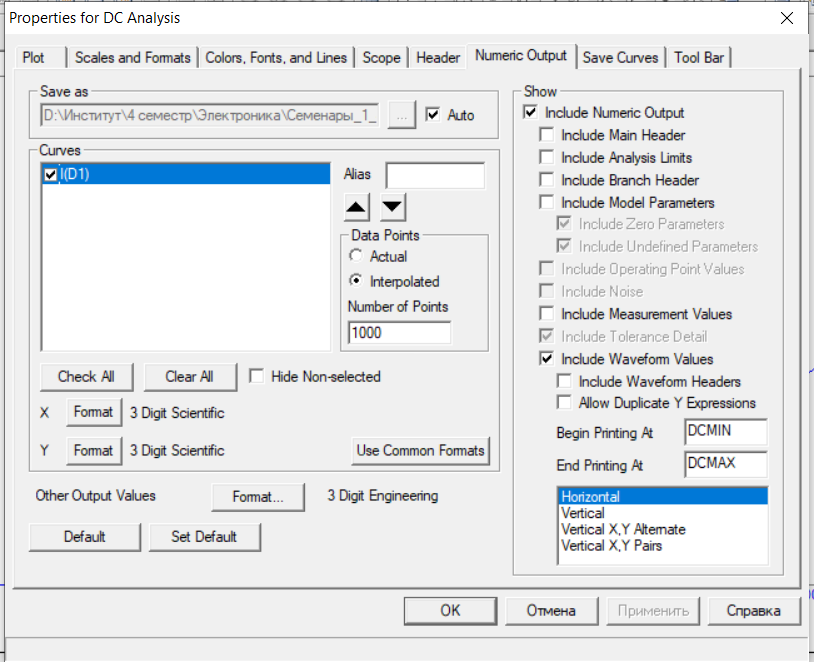 Properties for DC Analysis
Plot Scales and Formats Colors, Fonts, and Lines Scope Header Numeric Output Save Curves Tool Bar
Save as
D:\Институт\4 семестр\Электроника\Семенары_1_
...
Auto
Curves
I(D1)
Alias
Data Points
Actual
Interpolated
Number of Points
1000
Check All Clear All Hide Non-selected
X Format 3 Digit Scientific
Y Format 3 Digit Scientific Use Common Formats
Other Output Values Format... 3 Digit Engineering
Default Set Default
Show
Include Numeric Output
Include Main Header
Include Analysis Limits
Include Branch Header
Include Model Parameters
Include Zero Parameters
Include Undefined Parameters
Include Operating Point Values
Include Noise
Include Measurement Values
Include Tolerance Detail
Include Waveform Values
Include Waveform Headers
Allow Duplicate Y Expressions
Begin Printing At DCMIN
End Printing At DCMAX
Horizontal
Vertical
Vertical X,Y Alternate
Vertical X,Y Pairs
OK Отмена Применить Справка